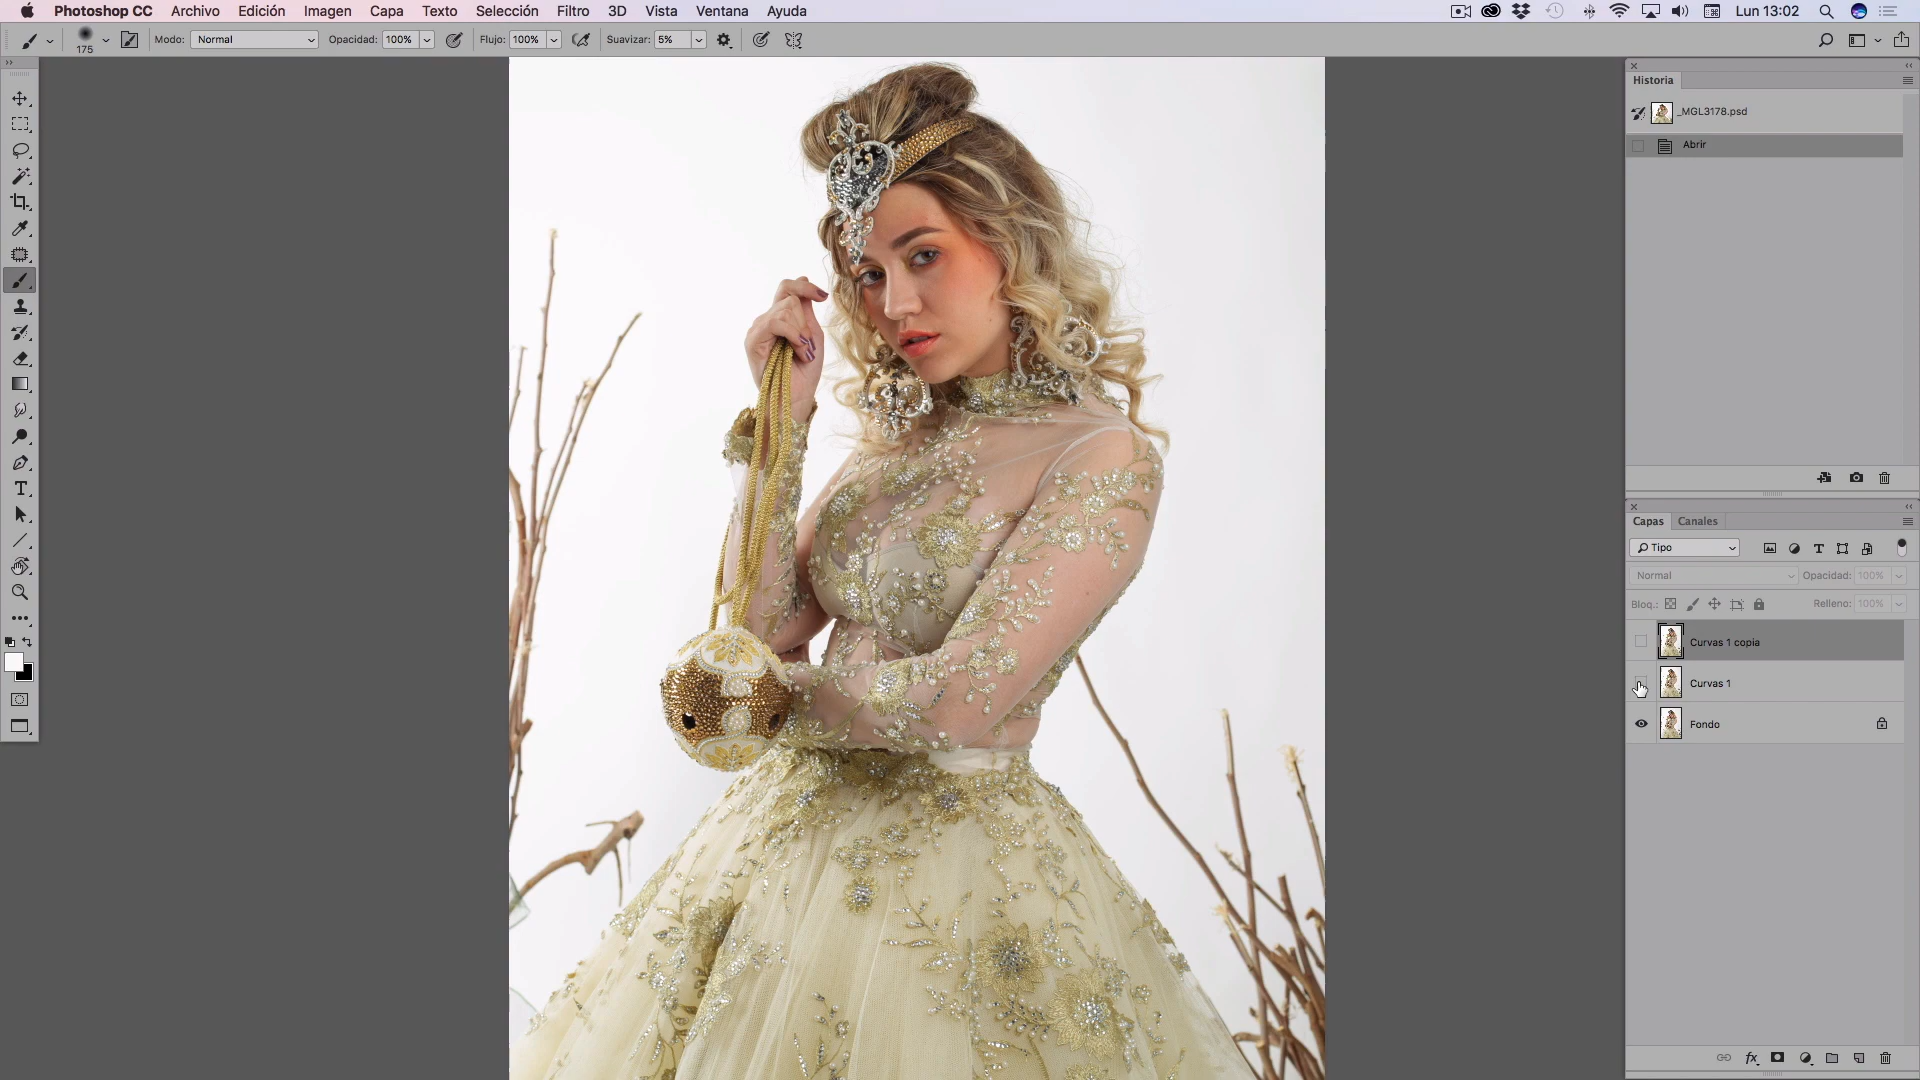 Photoshop CC Archivo Edición Imagen Capa Texto Selección Filtro 3D Vista Ventana Ayuda Lun 13:02
175 Modo: Normal Opacidad: 100% Flujo: 100% Suavizar: 5%
Historia
_MGL3178.psd
Abrir
Capas Canales
Tipo
Normal Opacidad: 100%
Bloq.: Relleno: 100%
Curvas 1 copia
Curvas 1
Fondo
fx